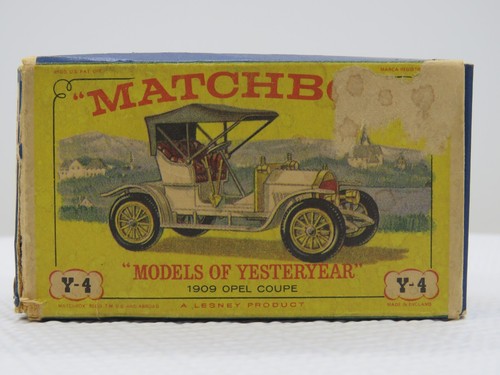 "MATCHBO
"MODELS OF YESTERYEAR"
1909 OPEL COUPE
Y-4
Y-4
A LESNEY PRODUCT